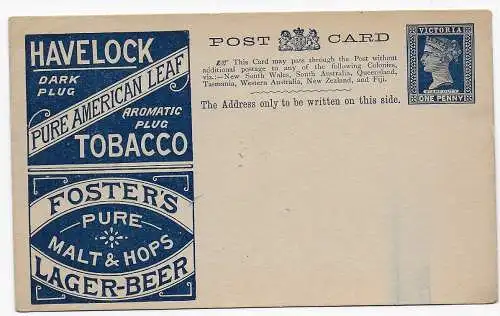 HAVELOCK
DARK
PLUG
PURE AMERICAN LEAF
AROMATIC
PLUG
TOBACCO
FOSTER'S
PURE
MALT & HOPS
LAGER-BEER
POST CARD
This Card may pass through the Post without
additional postage to any of the following Colonies,
via.:—New South Wales, South Australia, Queensland,
Tasmania, Western Australia, New Zealand, and Fiji.
The Address only to be written on this side.
VICTORIA
STAMP DUTY
ONE PENNY